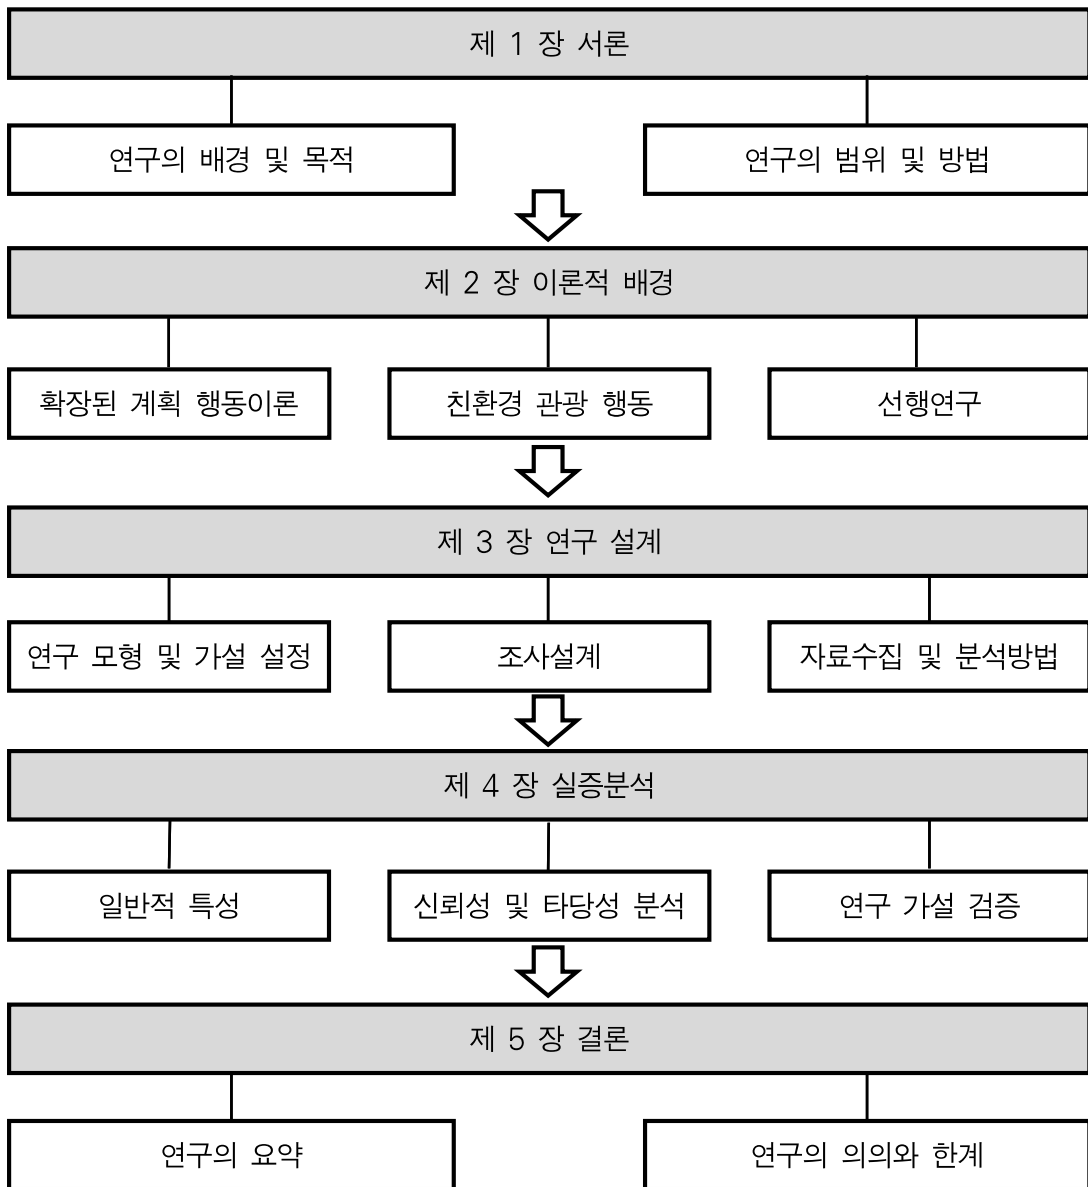 제 1 장 서론
연구의 배경 및 목적
연구의 범위 및 방법
제 2 장 이론적 배경
확장된 계획 행동이론
친환경 관광 행동
선행연구
제 3 장 연구 설계
연구 모형 및 가설 설정
조사설계
자료수집 및 분석방법
제 4 장 실증분석
일반적 특성
신뢰성 및 타당성 분석
연구 가설 검증
제 5 장 결론
연구의 요약
연구의 의의와 한계